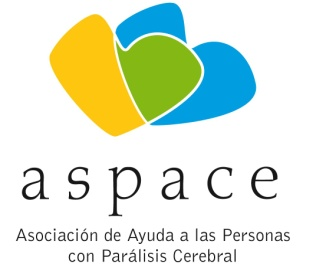 aspace
Asociación de Ayuda a las Personas
con Parálisis Cerebral